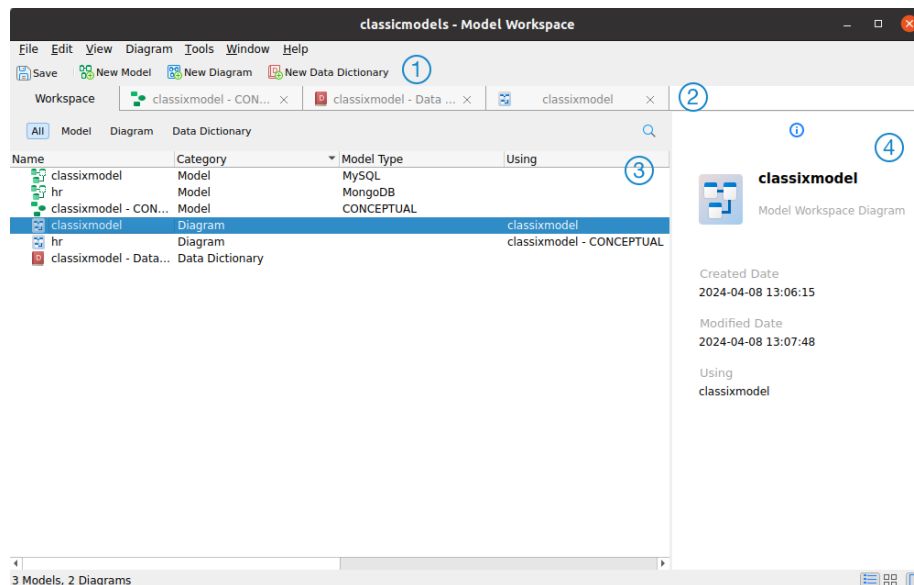 classicmodels - Model Workspace
File Edit View Diagram Tools Window Help
Save New Model New Diagram New Data Dictionary 1
Workspace classixmodel - CON... classixmodel - Data ... classixmodel 2
All Model Diagram Data Dictionary
Name Category Model Type Using 3
classixmodel Model MySQL
hr Model MongoDB
classixmodel - CON... Model CONCEPTUAL
classixmodel Diagram classixmodel
hr Diagram classixmodel - CONCEPTUAL
classixmodel - Data... Data Dictionary
4
classixmodel
Model Workspace Diagram
Created Date
2024-04-08 13:06:15
Modified Date
2024-04-08 13:07:48
Using
classixmodel
3 Models, 2 Diagrams